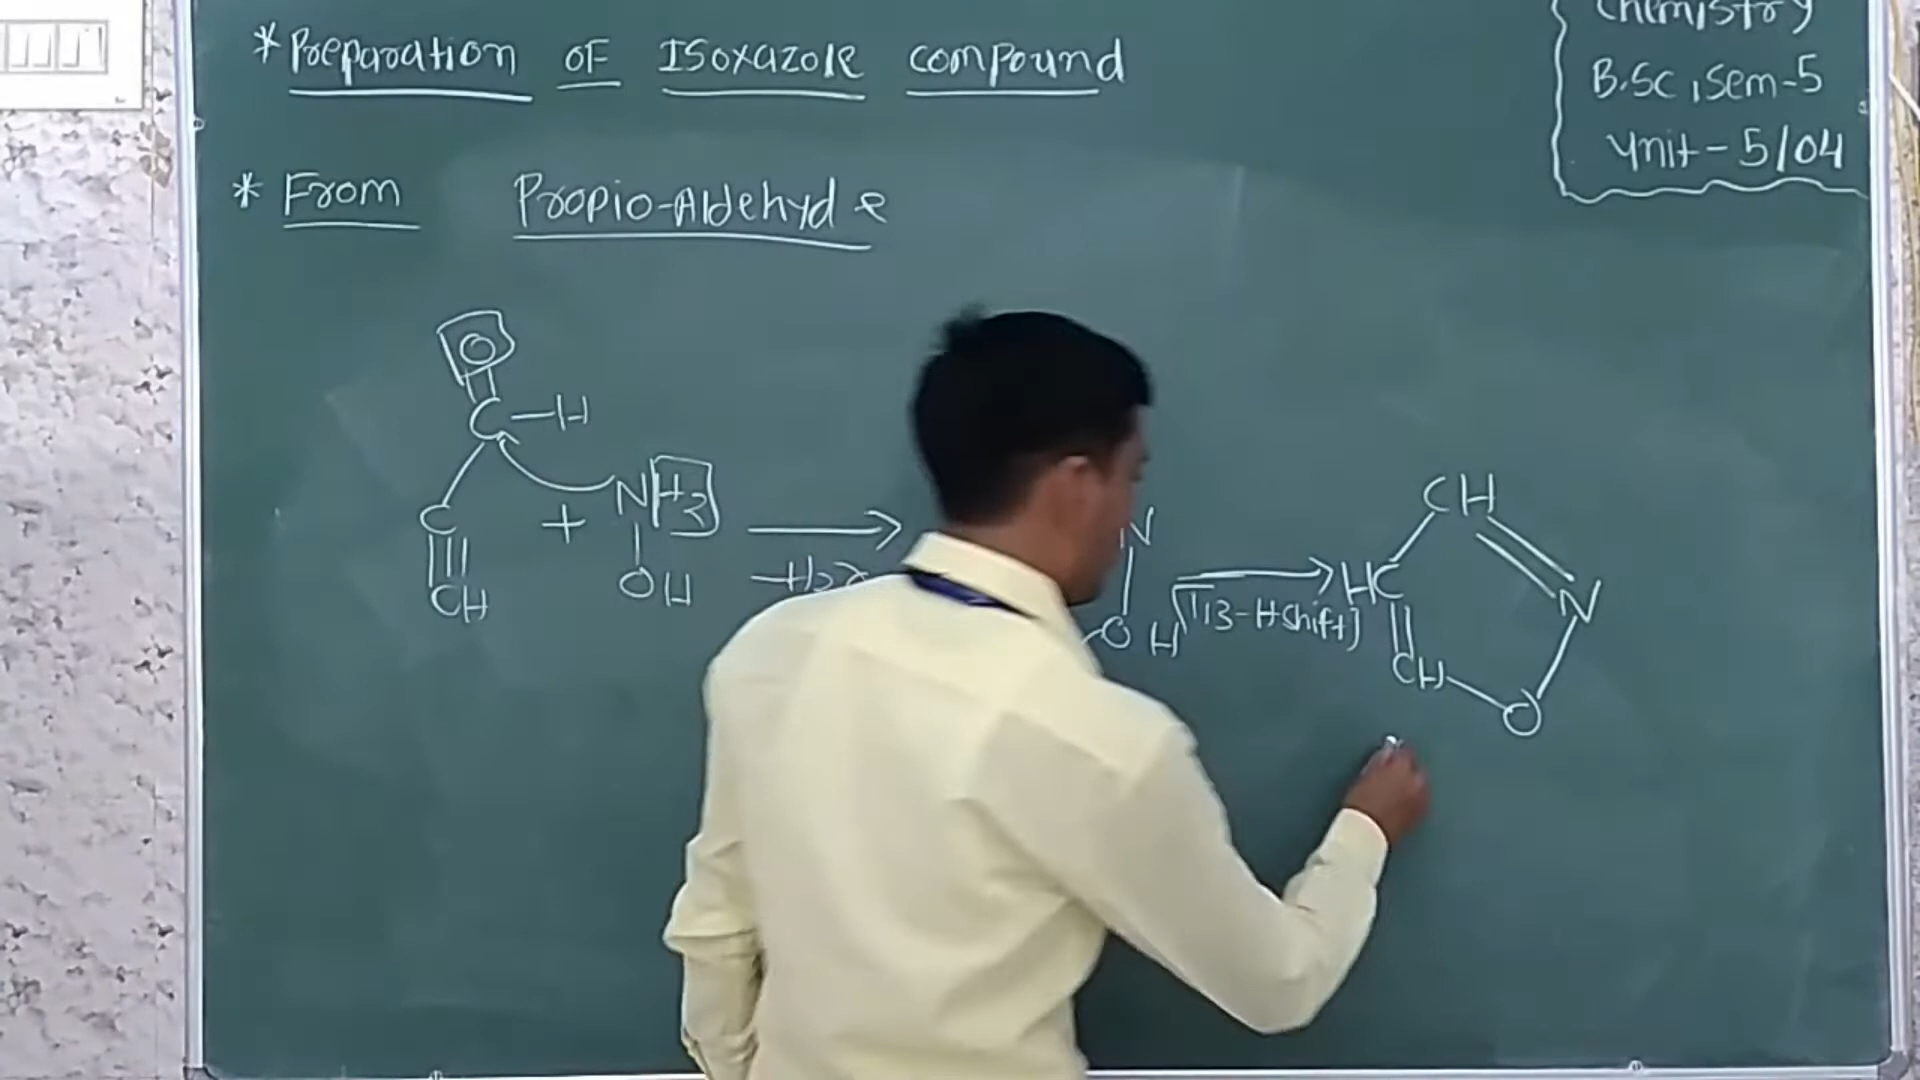 Chemistry
B.Sc, Sem-5
Unit-5/04
* Preparation OF Isoxazole compound
* From Propio-Aldehyde
O
C-H
C
CH
+
NH3
OH
N
O H
[1,3-H shift]
CH
HC
N
CH
O